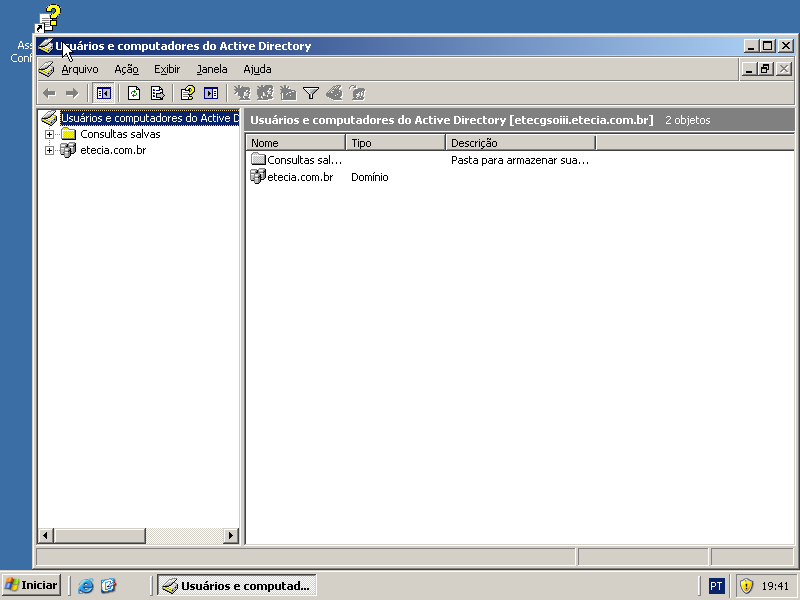 Usuários e computadores do Active Directory
Arquivo Ação Exibir Janela Ajuda
Usuários e computadores do Active D
Consultas salvas
etecia.com.br
Usuários e computadores do Active Directory [etecgsoiii.etecia.com.br] 2 objetos
Nome Tipo Descrição
Consultas sal... Pasta para armazenar sua...
etecia.com.br Domínio
Iniciar
Usuários e computad...
PT
19:41